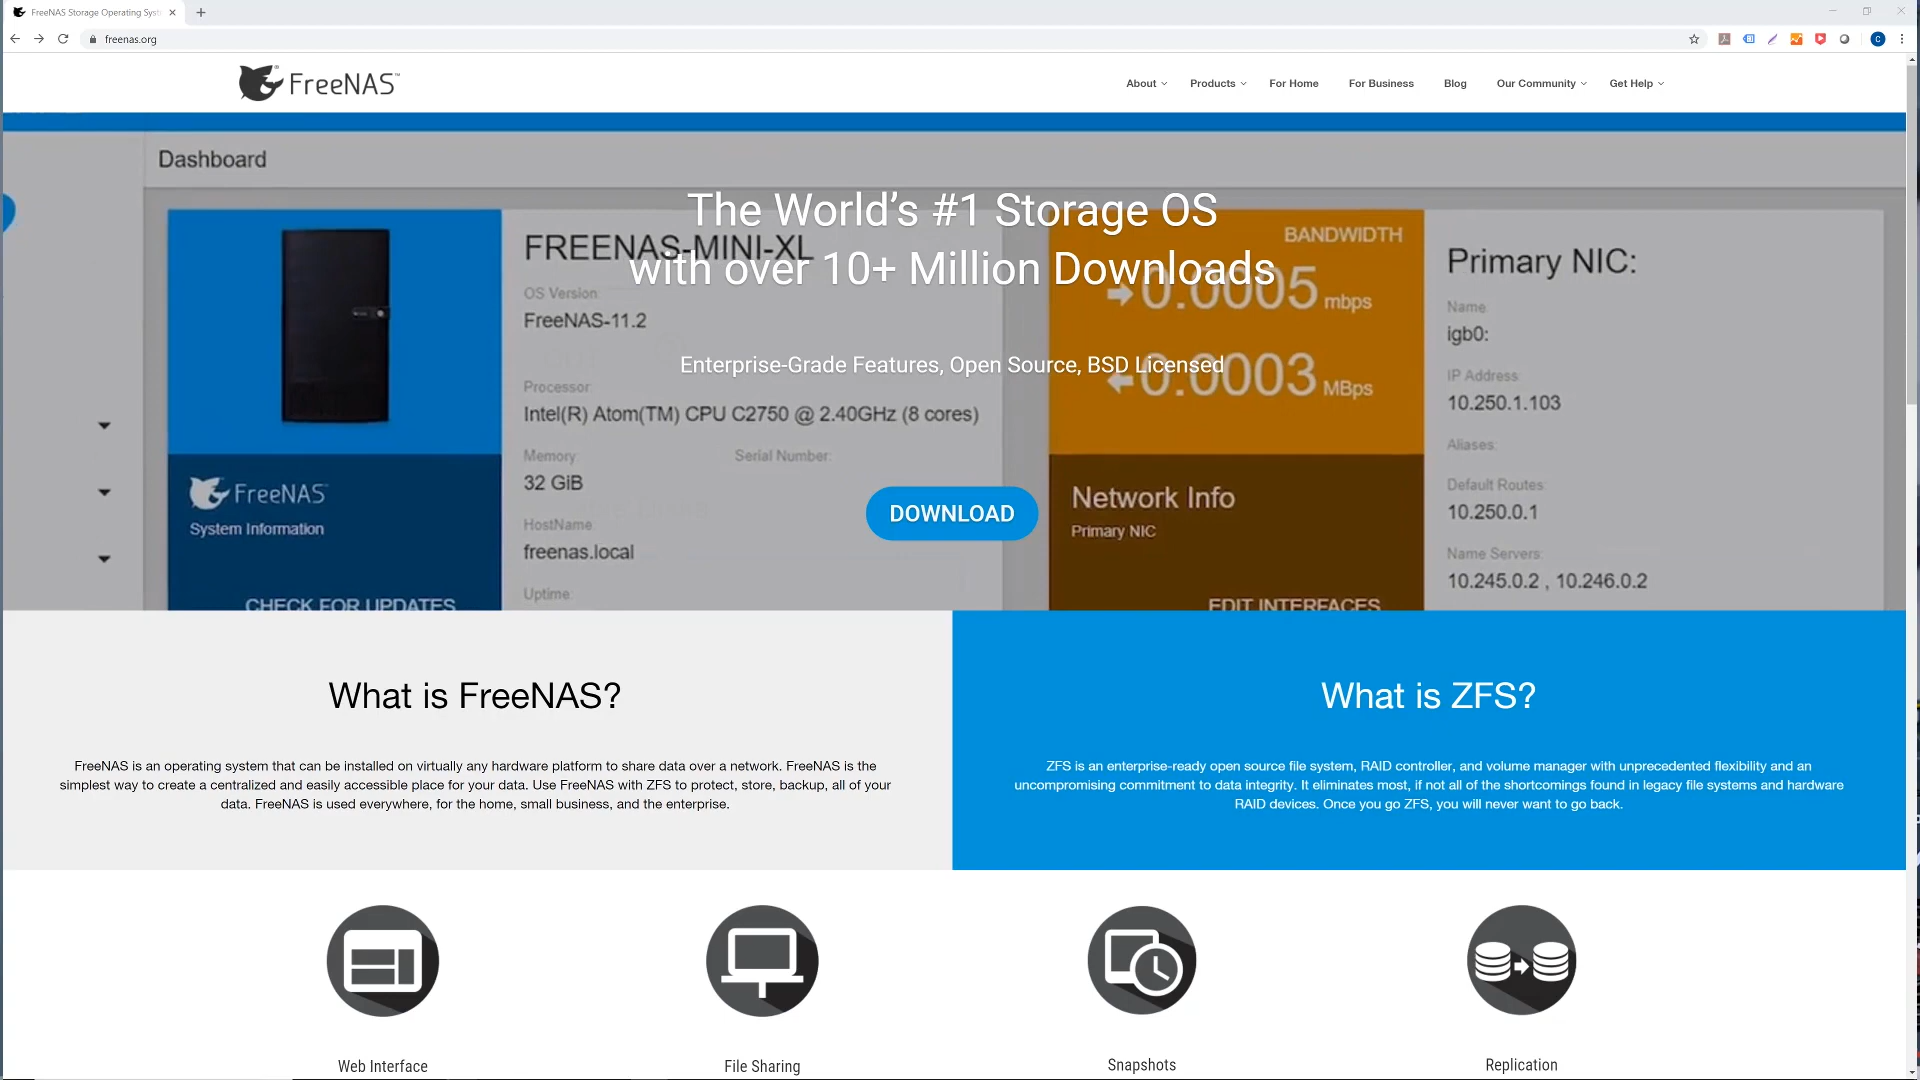 FreeNAS Storage Operating Syst
freenas.org
C
FreeNAS™
About
Products
For Home
For Business
Blog
Our Community
Get Help
Dashboard
The World’s #1 Storage OS
with over 10+ Million Downloads
Enterprise-Grade Features, Open Source, BSD Licensed
DOWNLOAD
FREENAS-MINI-XL
OS Version:
FreeNAS-11.2
Processor:
Intel(R) Atom(TM) CPU C2750 @ 2.40GHz (8 cores)
Memory:
32 GiB
Serial Number:
HostName
freenas.local
Uptime:
FreeNAS
System Information
CHECK FOR UPDATES
BANDWIDTH
0.0005 mbps
0.0003 MBps
Network Info
Primary NIC
EDIT INTERFACES
Primary NIC:
Name:
igb0:
IP Address:
10.250.1.103
Aliases:
Default Routes:
10.250.0.1
Name Servers:
10.245.0.2 , 10.246.0.2
What is FreeNAS?
FreeNAS is an operating system that can be installed on virtually any hardware platform to share data over a network. FreeNAS is the
simplest way to create a centralized and easily accessible place for your data. Use FreeNAS with ZFS to protect, store, backup, all of your
data. FreeNAS is used everywhere, for the home, small business, and the enterprise.
What is ZFS?
ZFS is an enterprise-ready open source file system, RAID controller, and volume manager with unprecedented flexibility and an
uncompromising commitment to data integrity. It eliminates most, if not all of the shortcomings found in legacy file systems and hardware
RAID devices. Once you go ZFS, you will never want to go back.
Web Interface
File Sharing
Snapshots
Replication